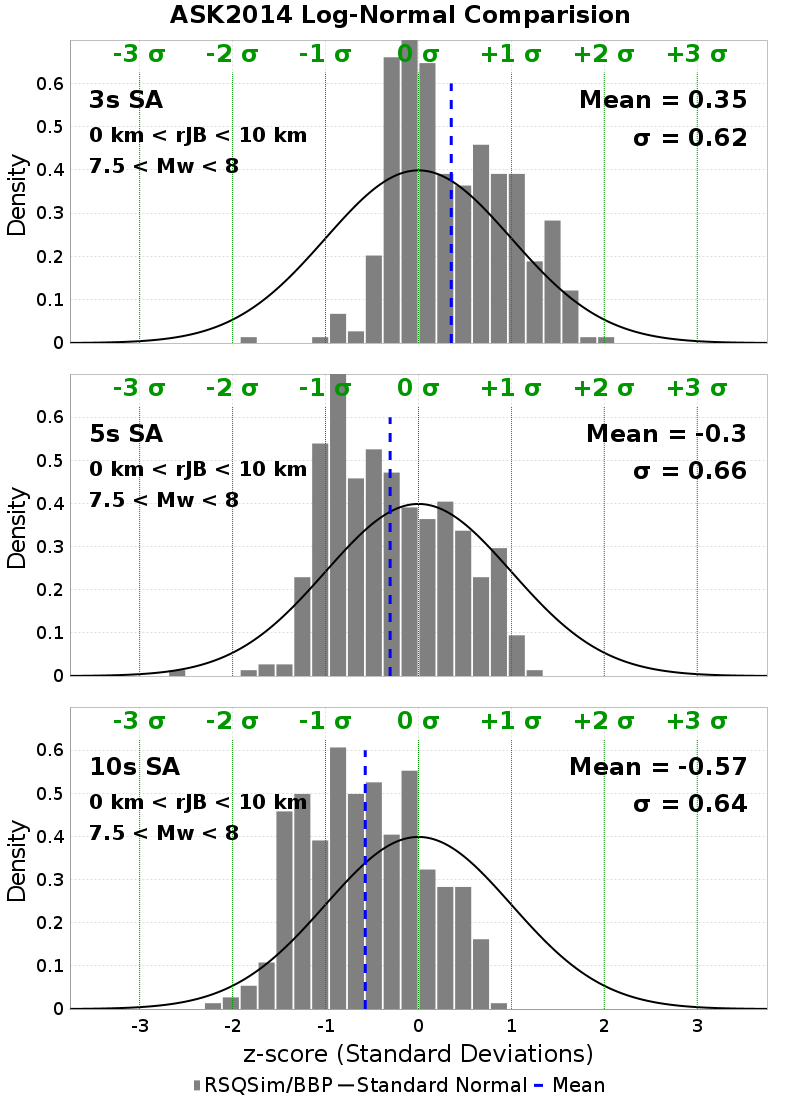 ASK2014 Log-Normal Comparision
-3 σ -2 σ -1 σ 0 σ +1 σ +2 σ +3 σ
3s SA
0 km < rJB < 10 km
7.5 < Mw < 8
Mean = 0.35
σ = 0.62
Density
0.6
0.5
0.4
0.3
0.2
0.1
0
-3 σ -2 σ -1 σ 0 σ +1 σ +2 σ +3 σ
5s SA
0 km < rJB < 10 km
7.5 < Mw < 8
Mean = -0.3
σ = 0.66
Density
0.6
0.5
0.4
0.3
0.2
0.1
0
-3 σ -2 σ -1 σ 0 σ +1 σ +2 σ +3 σ
10s SA
0 km < rJB < 10 km
7.5 < Mw < 8
Mean = -0.57
σ = 0.64
Density
0.6
0.5
0.4
0.3
0.2
0.1
0
-3 -2 -1 0 1 2 3
z-score (Standard Deviations)
RSQSim/BBP Standard Normal Mean